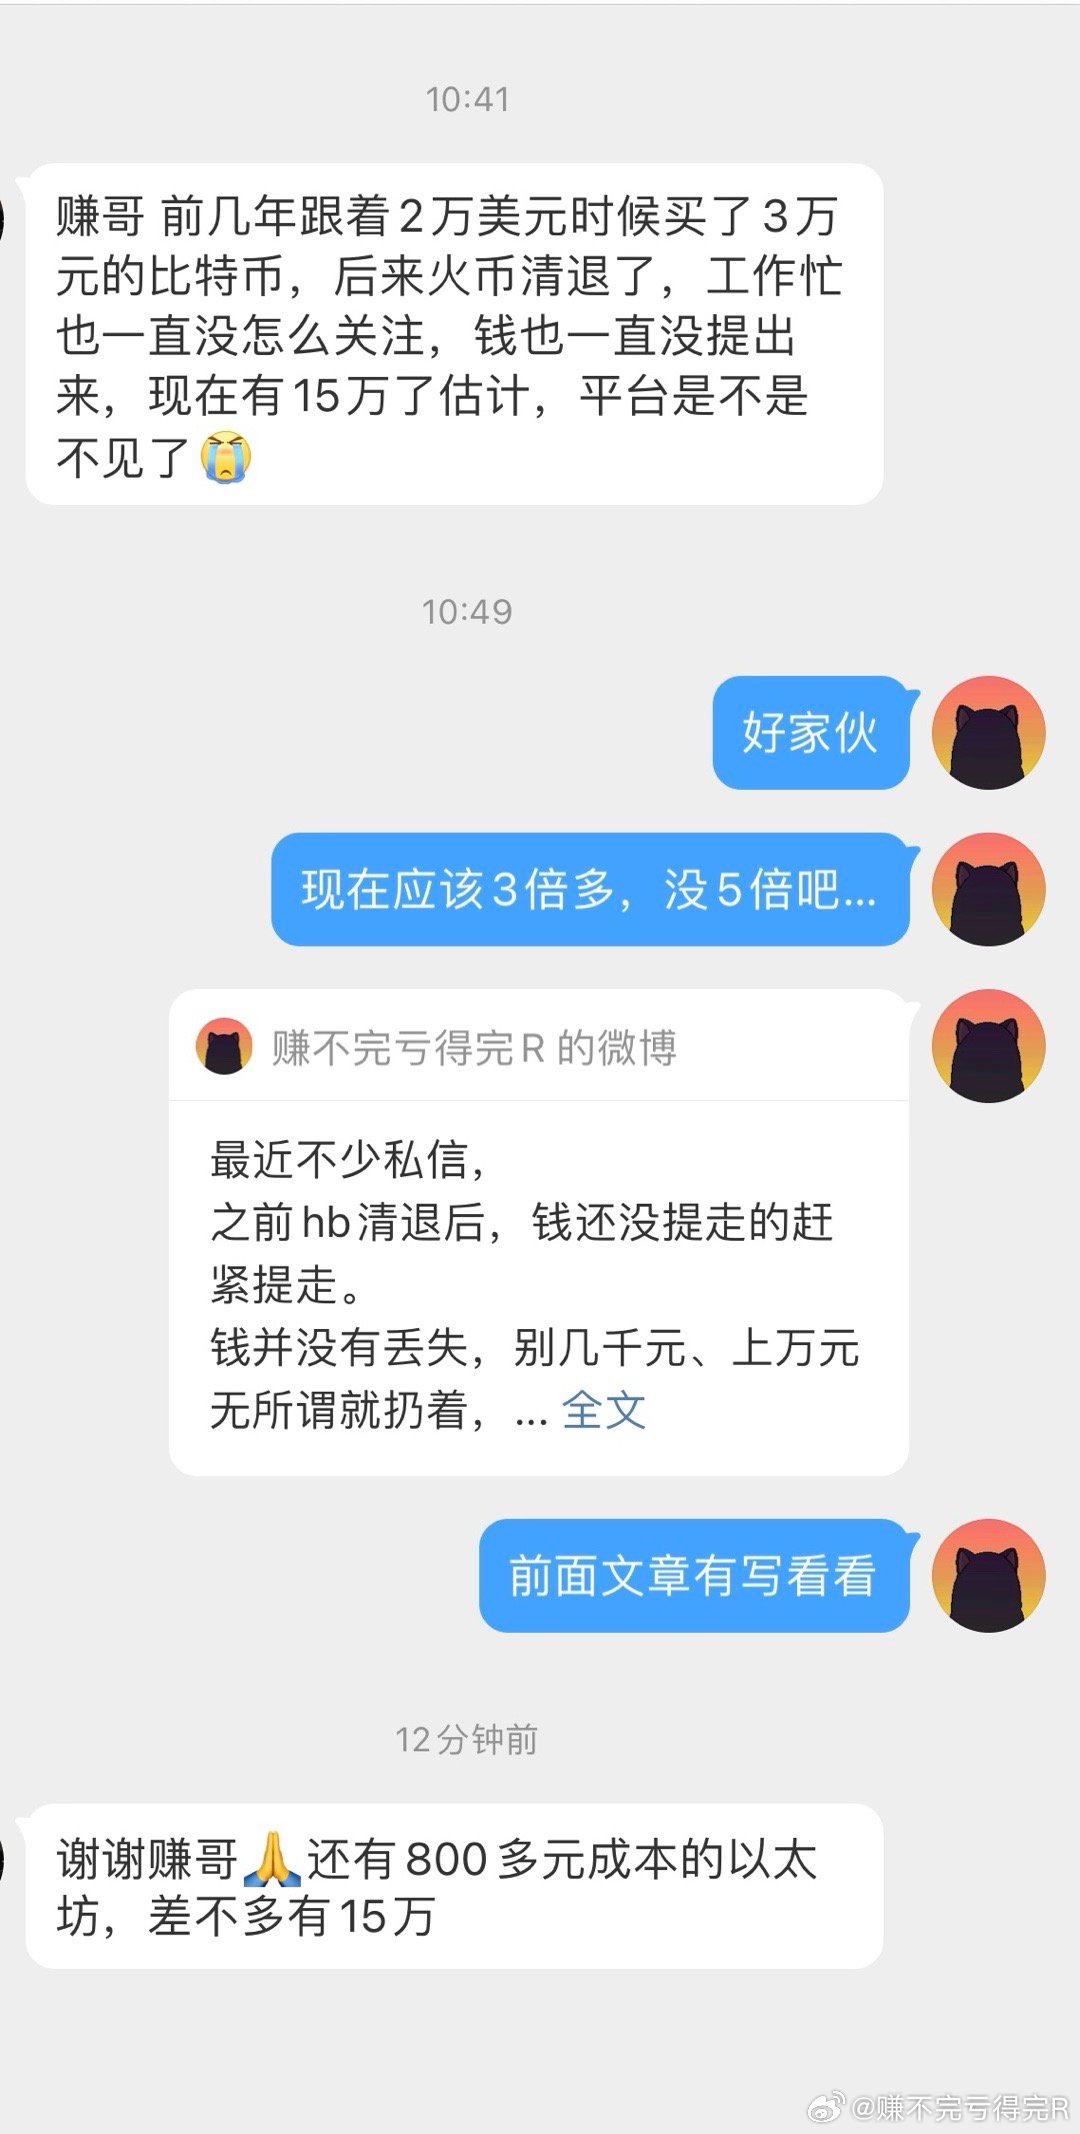 10:41
赚哥 前几年跟着2万美元时候买了3万
元的比特币，后来火币清退了，工作忙
也一直没怎么关注，钱也一直没提出
来，现在有15万了估计，平台是不是
不见了😭
10:49
好家伙
现在应该3倍多，没5倍吧...
赚不完亏得完R 的微博
最近不少私信，
之前hb清退后，钱还没提走的赶
紧提走。
钱并没有丢失，别几千元、上万元
无所谓就扔着，... 全文
前面文章有写看看
12分钟前
谢谢赚哥🙏还有800多元成本的以太
坊，差不多有15万
@赚不完亏得完R